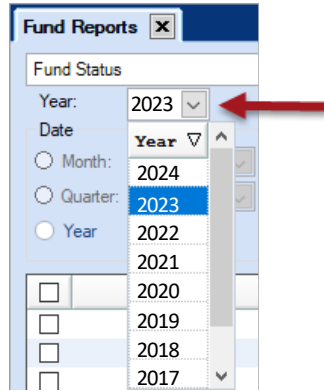 Fund Reports
Fund Status
Year: 2023
Date
Year
Month:
2024
Quarter:
2023
Year
2022
2021
2020
2019
2018
2017